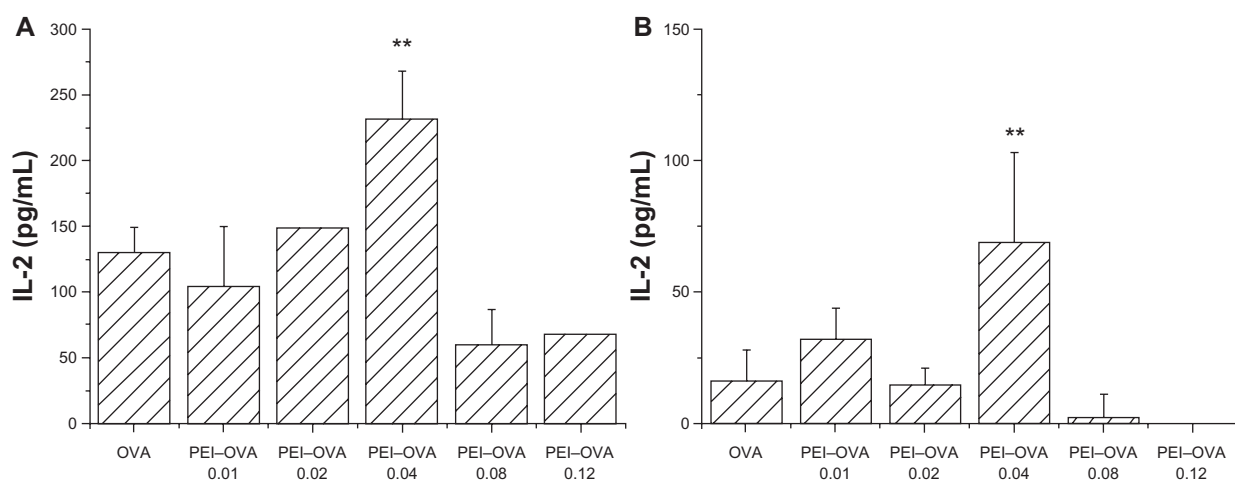 A
IL-2 (pg/mL)
300
250
200
150
100
50
0
**
OVA
PEI–OVA
0.01
PEI–OVA
0.02
PEI–OVA
0.04
PEI–OVA
0.08
PEI–OVA
0.12
B
IL-2 (pg/mL)
150
100
50
0
**
OVA
PEI–OVA
0.01
PEI–OVA
0.02
PEI–OVA
0.04
PEI–OVA
0.08
PEI–OVA
0.12